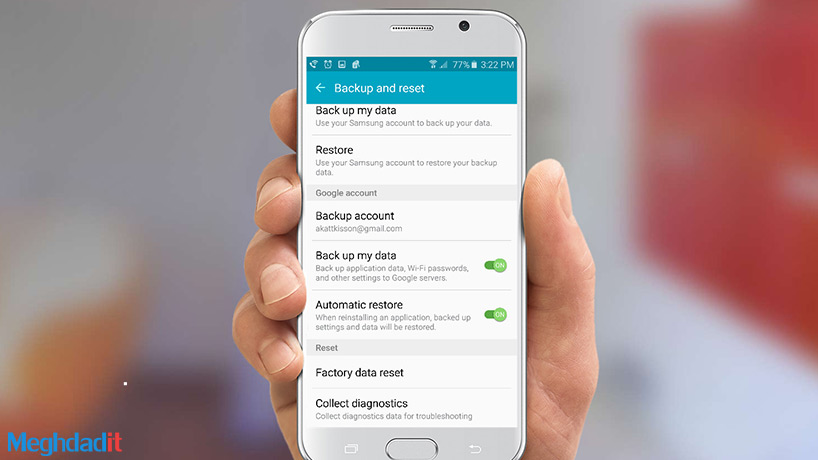 77% 3:22 PM
Backup and reset
Back up my data
Use your Samsung account to back up your data.
Restore
Use your Samsung account to restore your backup
data.
Google account
Backup account
akattkisson@gmail.com
Back up my data
Back up application data, Wi-Fi passwords,
and other settings to Google servers.
ON
Automatic restore
When reinstalling an application, backed up
settings and data will be restored.
ON
Reset
Factory data reset
Collect diagnostics
Collect diagnostics data for troubleshooting
Meghdadit